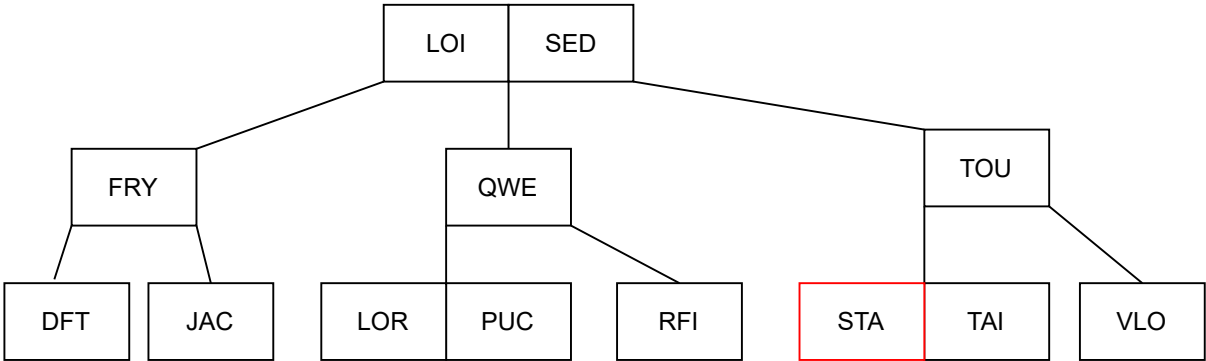 LOI SED
FRY QWE TOU
DFT JAC LOR PUC RFI STA TAI VLO